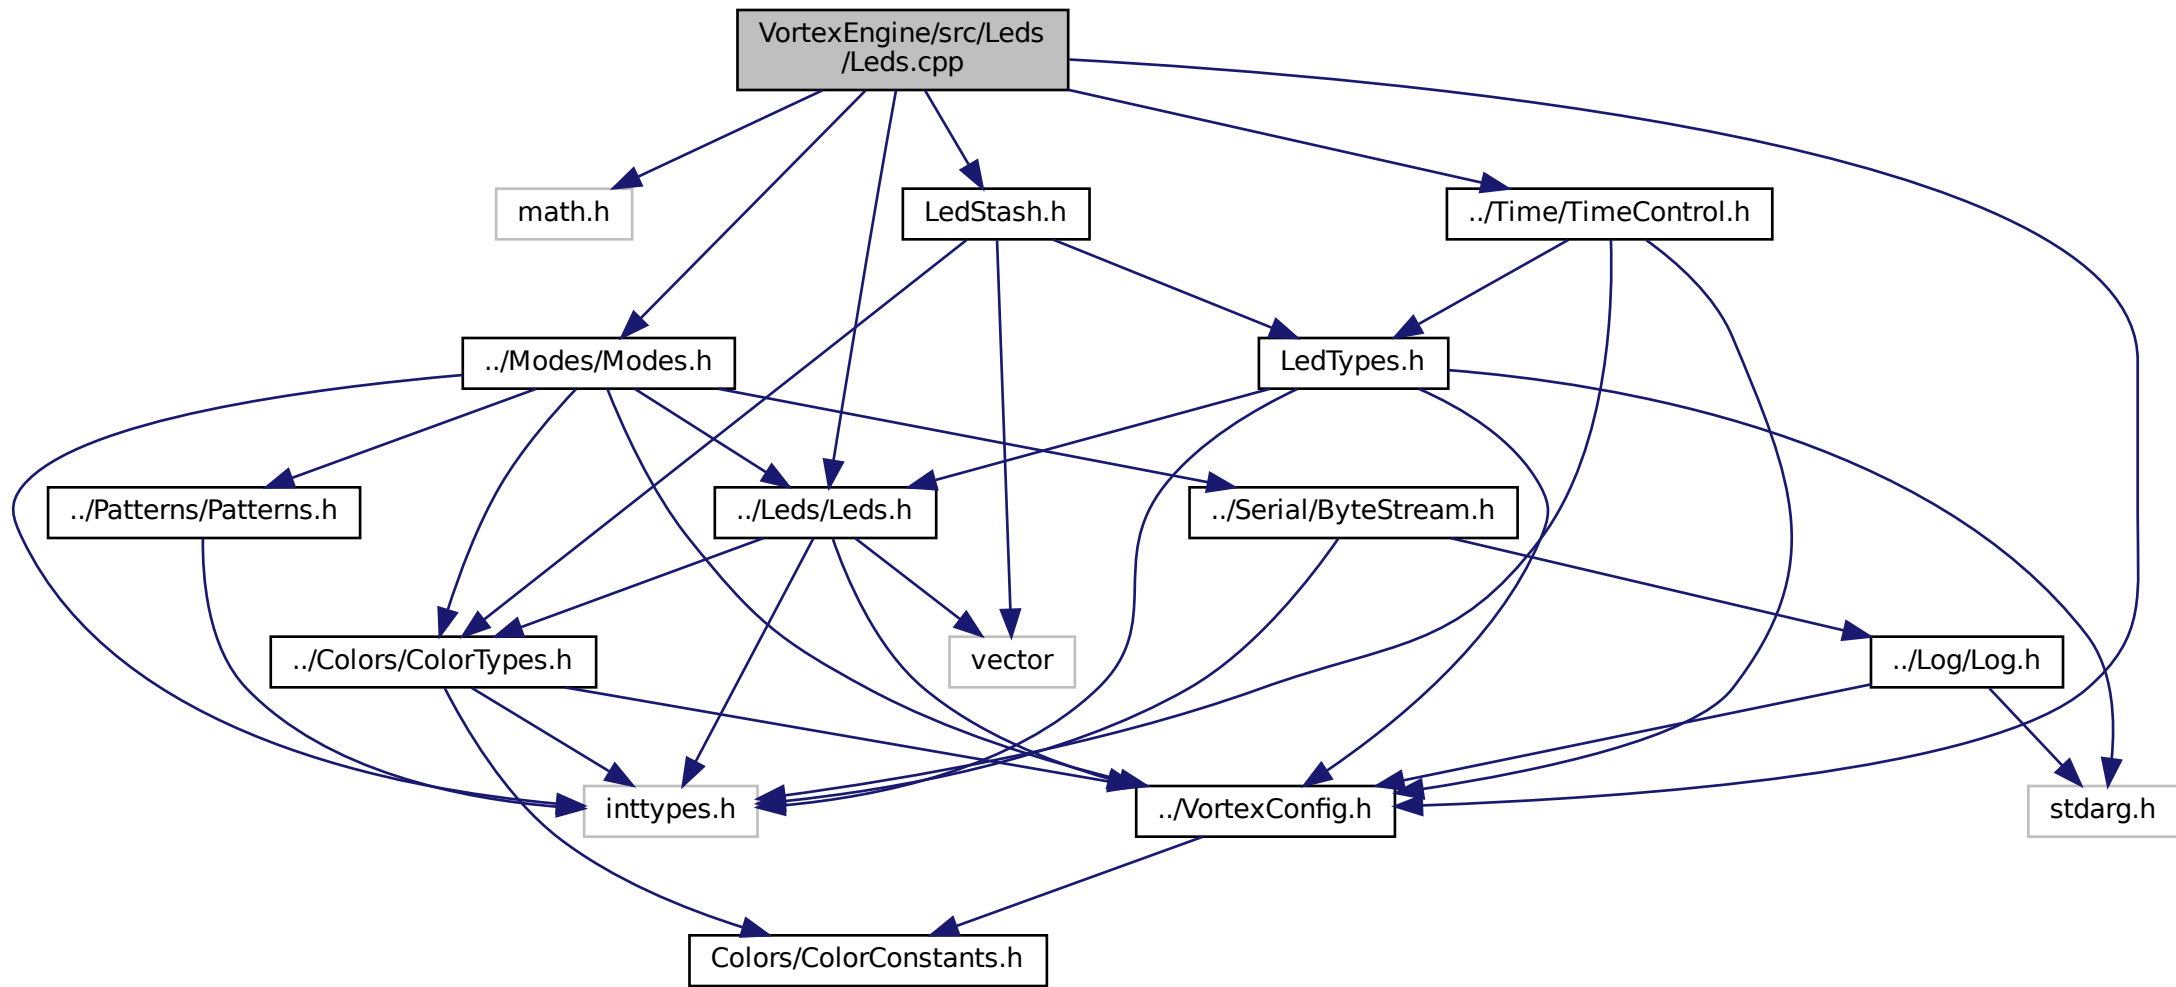 VortexEngine/src/Leds
/Leds.cpp
math.h
LedStash.h
../Time/TimeControl.h
../Modes/Modes.h
LedTypes.h
../Patterns/Patterns.h
../Leds/Leds.h
../Serial/ByteStream.h
../Colors/ColorTypes.h
vector
../Log/Log.h
inttypes.h
../VortexConfig.h
stdarg.h
Colors/ColorConstants.h